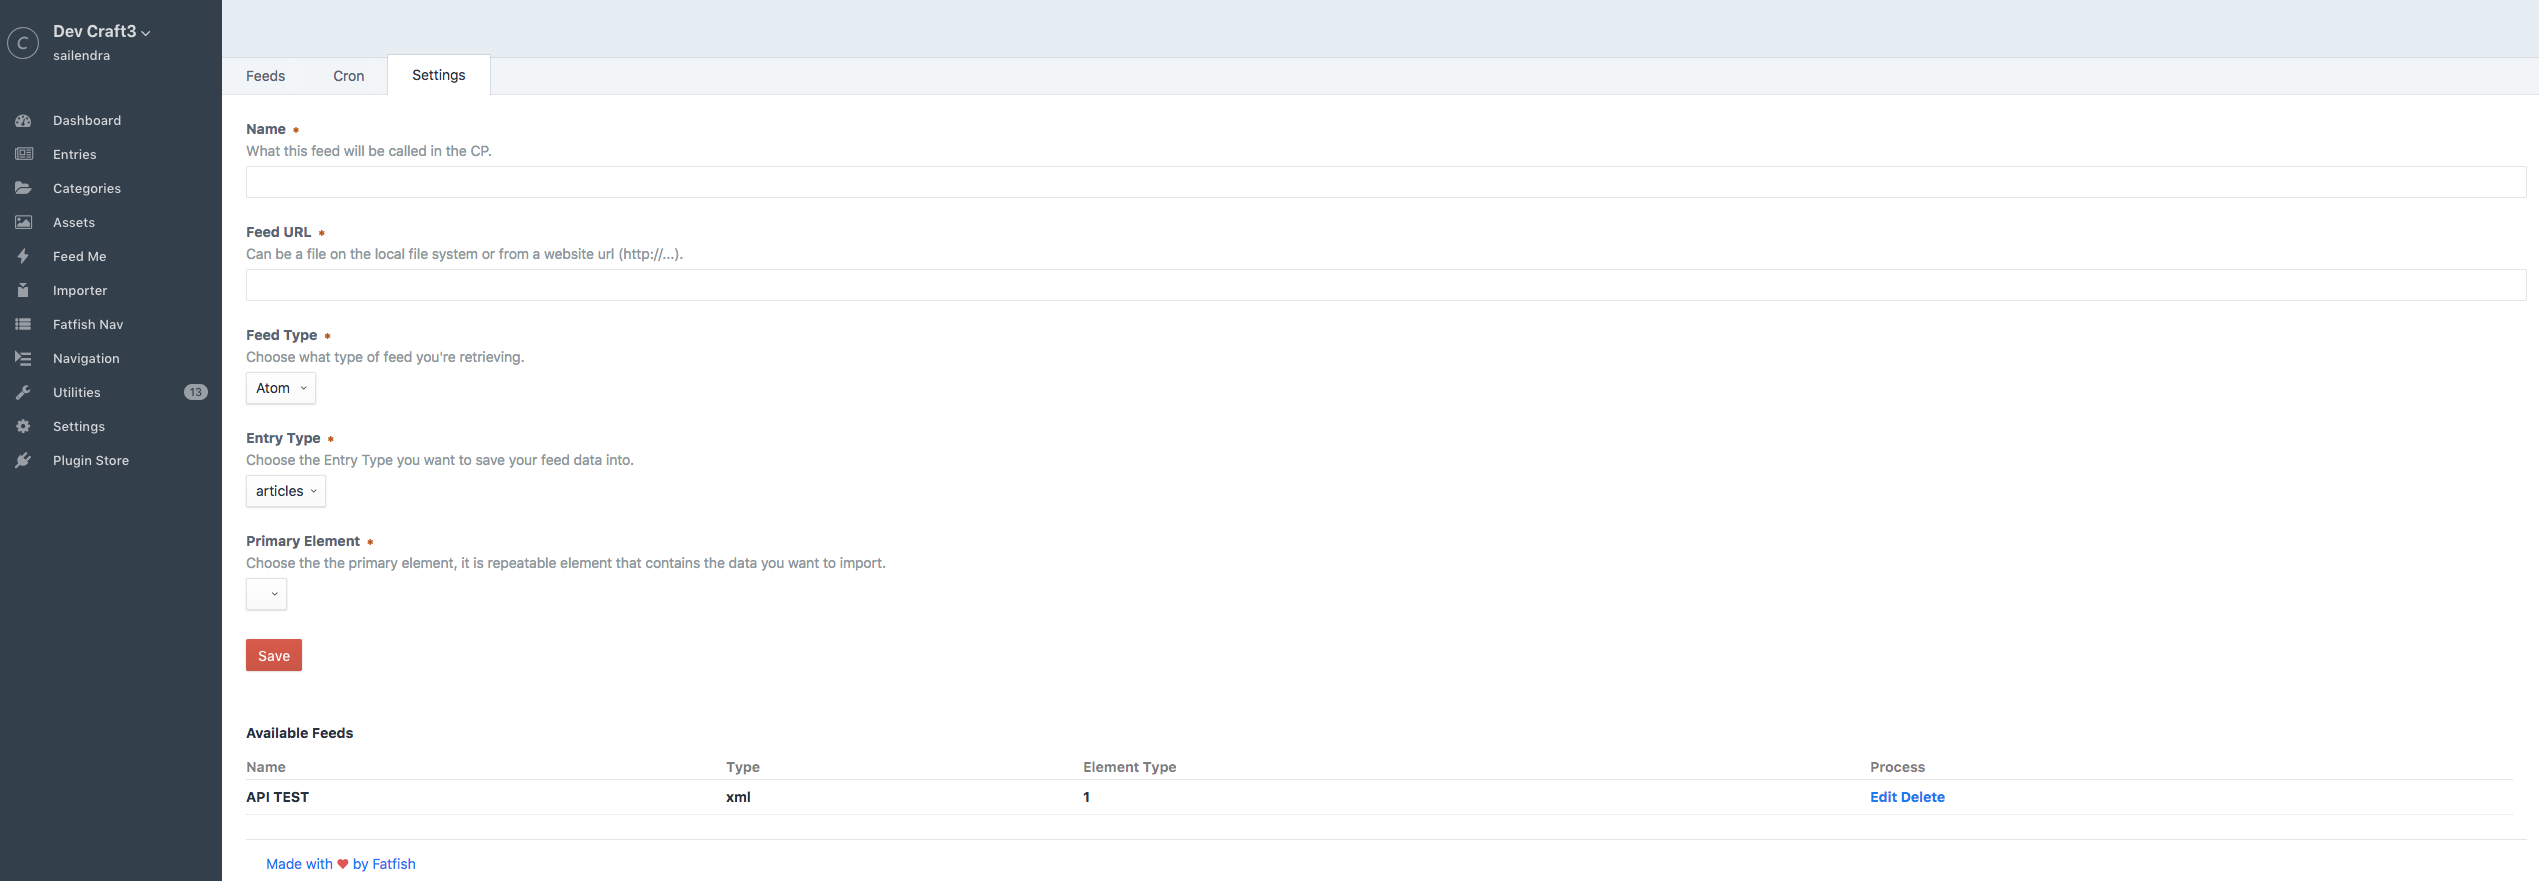 C
Dev Craft3
sailendra
Dashboard
Entries
Categories
Assets
Feed Me
Importer
Fatfish Nav
Navigation
Utilities 13
Settings
Plugin Store
Feeds Cron Settings
Name *
What this feed will be called in the CP.
Feed URL *
Can be a file on the local file system or from a website url (http://...).
Feed Type *
Choose what type of feed you're retrieving.
Atom
Entry Type *
Choose the Entry Type you want to save your feed data into.
articles
Primary Element *
Choose the the primary element, it is repeatable element that contains the data you want to import.
Save
Available Feeds
Name Type Element Type Process
API TEST xml 1 Edit Delete
Made with ♥ by Fatfish